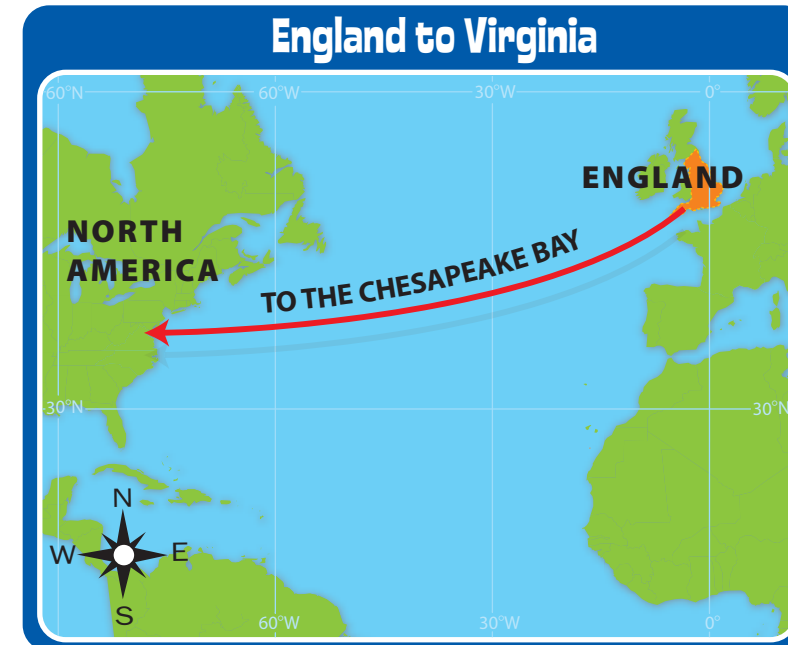 England to Virginia
60°N
60°W
30°W
0°
ENGLAND
NORTH
AMERICA
TO THE CHESAPEAKE BAY
30°N
30°N
N
W
E
S
60°W
30°W
0°